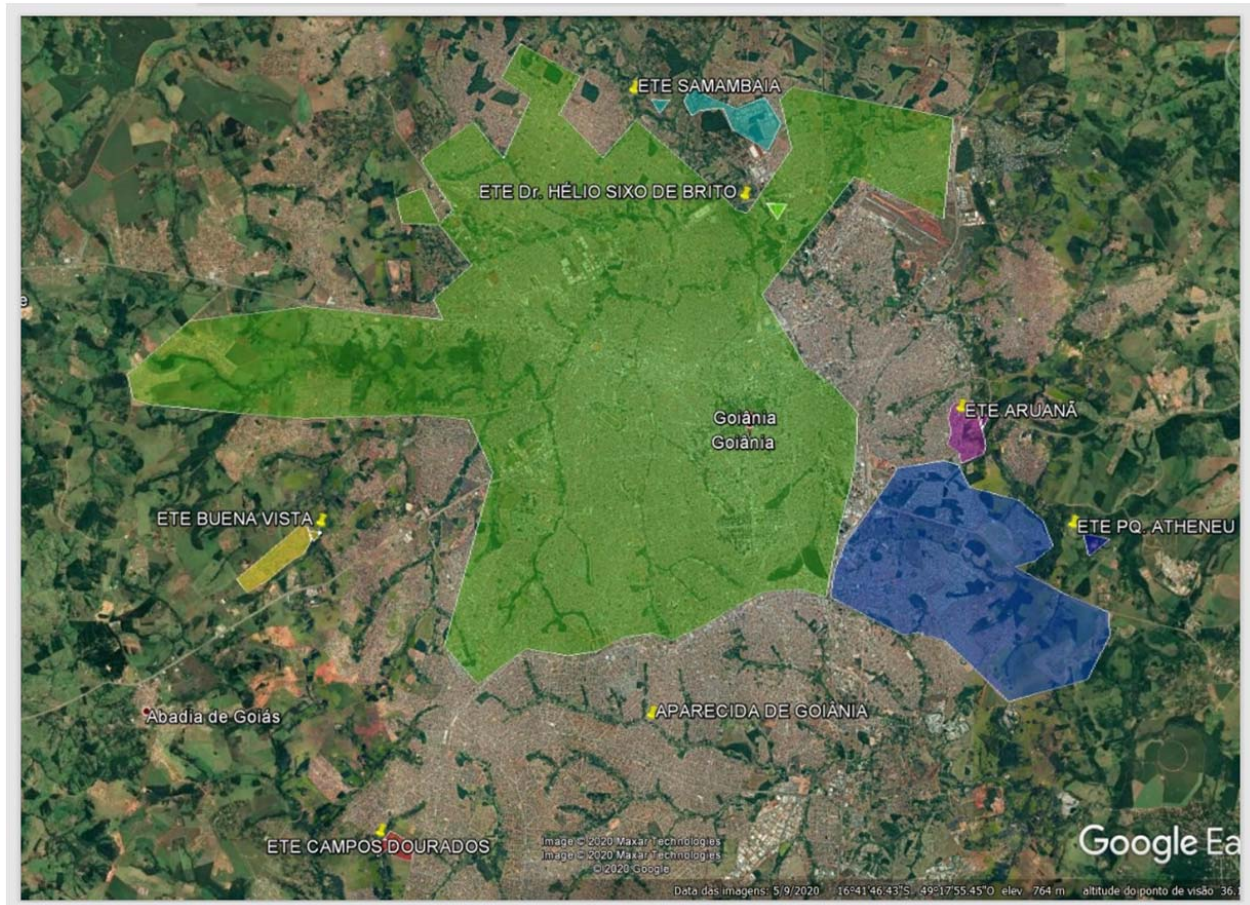 ETE SAMAMBAIA
ETE Dr. HÉLIO SIXO DE BRITO
e
Goiânia
Goiânia
ETE ARUANÃ
ETE BUENA VISTA
ETE PQ. ATHENEU
Abadia de Goiás
APARECIDA DE GOIÂNIA
ETE CAMPOS DOURADOS
Image © 2020 Maxar Technologies
Image © 2020 Maxar Technologies
© 2020 Google
Google Ea
Data das imagens: 5/9/2020 16°41'46.43"S 49°17'55.45"O elev 764 m altitude do ponto de visão 36.1